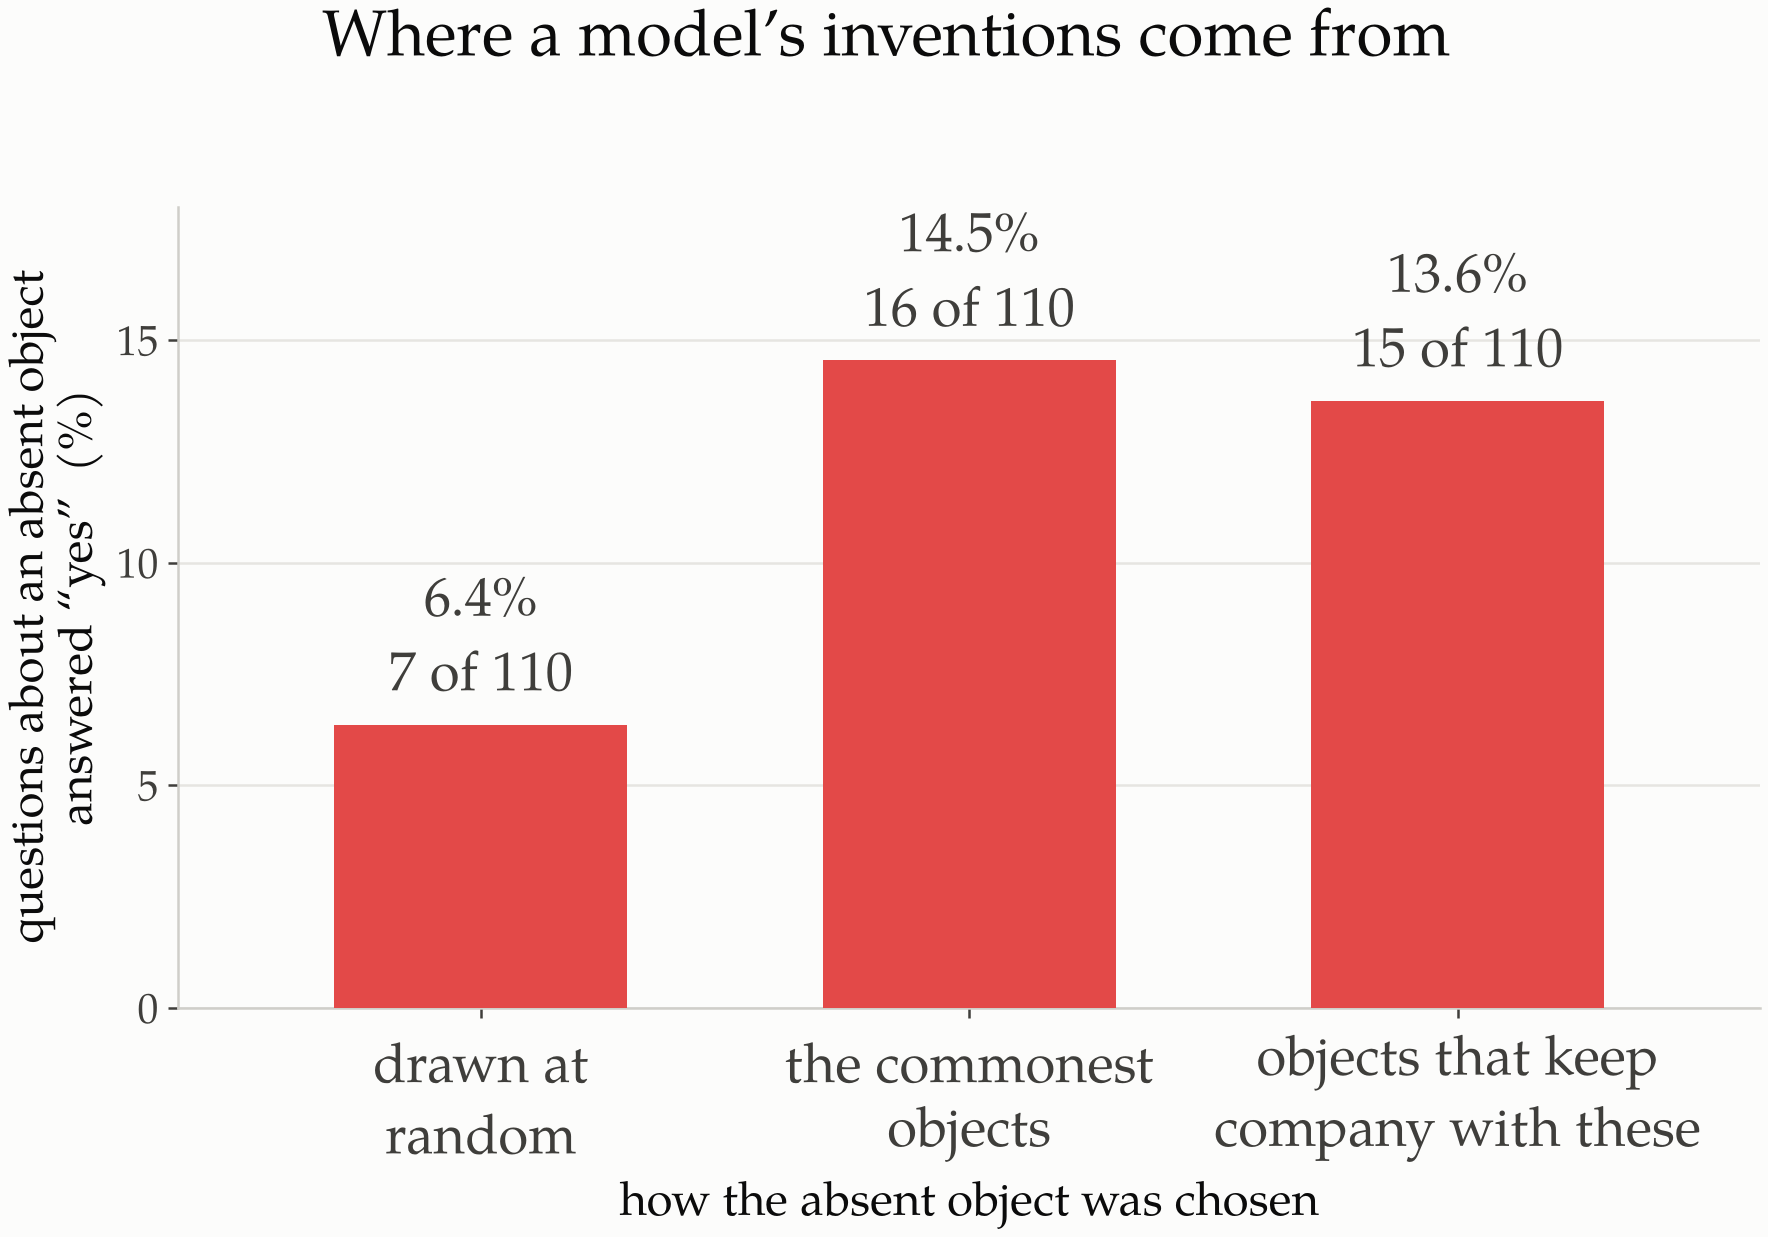 Where a model’s inventions come from
questions about an absent object
answered “yes” (%)
15
10
5
0
6.4%
7 of 110
14.5%
16 of 110
13.6%
15 of 110
drawn at
random
the commonest
objects
objects that keep
company with these
how the absent object was chosen